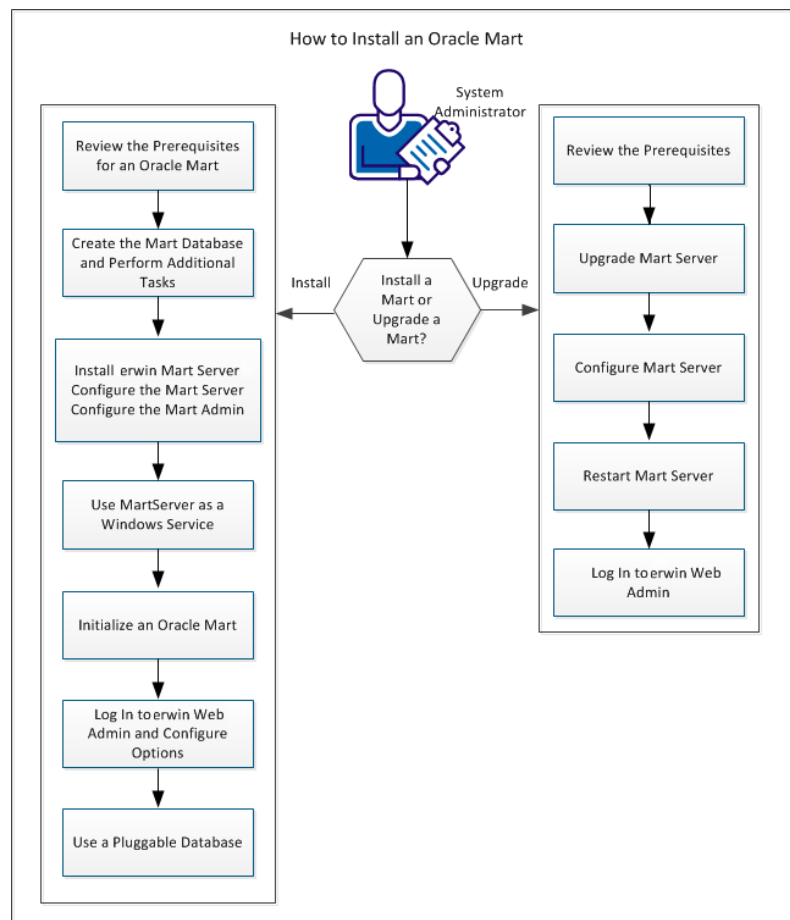 How to Install an Oracle Mart
System
Administrator
Install a
Mart or
Upgrade a
Mart?
Install
Upgrade
Review the Prerequisites
for an Oracle Mart
Create the Mart Database
and Perform Additional
Tasks
Install erwin Mart Server
Configure the Mart Server
Configure the Mart Admin
Use MartServer as a
Windows Service
Initialize an Oracle Mart
Log In to erwin Web
Admin and Configure
Options
Use a Pluggable Database
Review the Prerequisites
Upgrade Mart Server
Configure Mart Server
Restart Mart Server
Log In to erwin Web
Admin